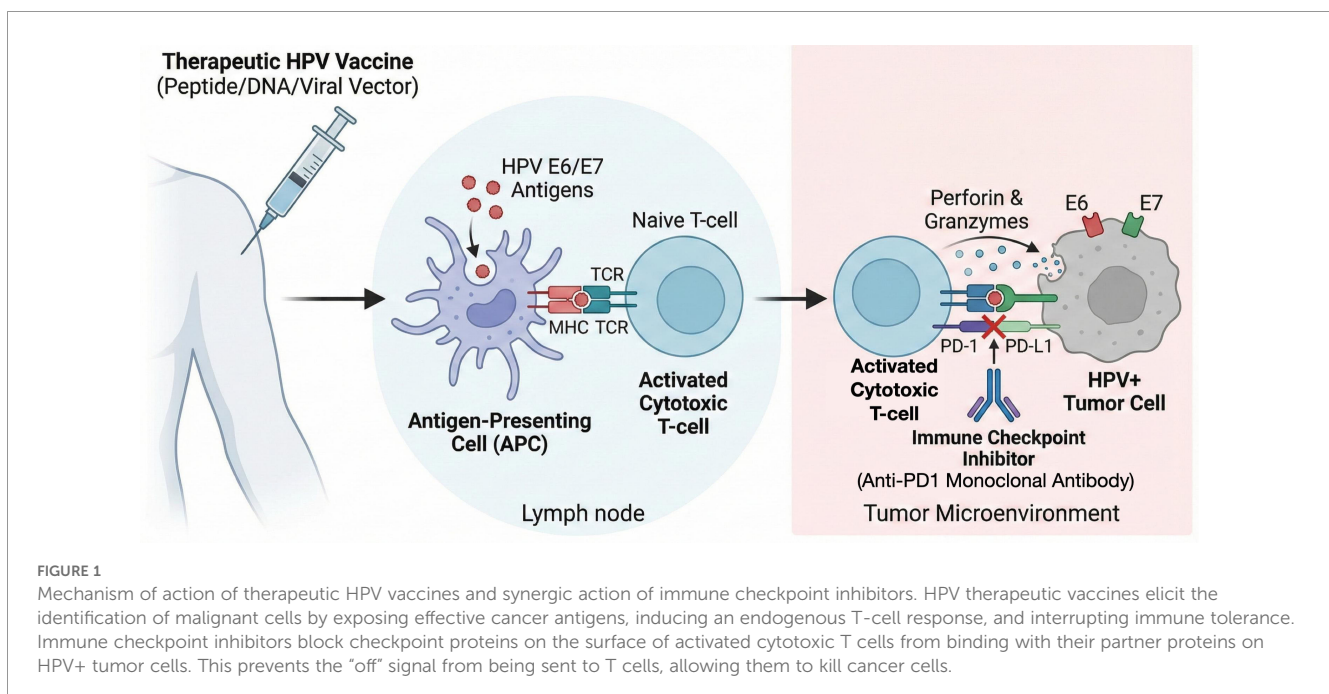 Therapeutic HPV Vaccine
(Peptide/DNA/Viral Vector)
HPV E6/E7
Antigens
Naive T-cell
TCR
MHC TCR
Antigen-Presenting
Cell (APC)
Activated
Cytotoxic
T-cell
Lymph node
Perforin &
Granzymes
E6
E7
PD-1
PD-L1
Activated
Cytotoxic
T-cell
HPV+
Tumor Cell
Immune Checkpoint
Inhibitor
(Anti-PD1 Monoclonal Antibody)
Tumor Microenvironment
FIGURE 1
Mechanism of action of therapeutic HPV vaccines and synergic action of immune checkpoint inhibitors. HPV therapeutic vaccines elicit the
identification of malignant cells by exposing effective cancer antigens, inducing an endogenous T-cell response, and interrupting immune tolerance.
Immune checkpoint inhibitors block checkpoint proteins on the surface of activated cytotoxic T cells from binding with their partner proteins on
HPV+ tumor cells. This prevents the “off” signal from being sent to T cells, allowing them to kill cancer cells.